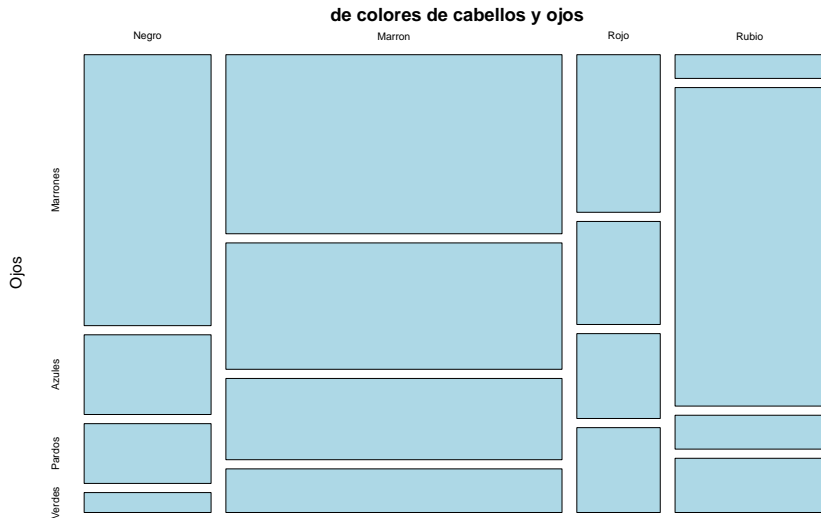 de colores de cabellos y ojos
Negro Marron Rojo Rubio
Ojos
Marrones
Azules
Pardos
Verdes